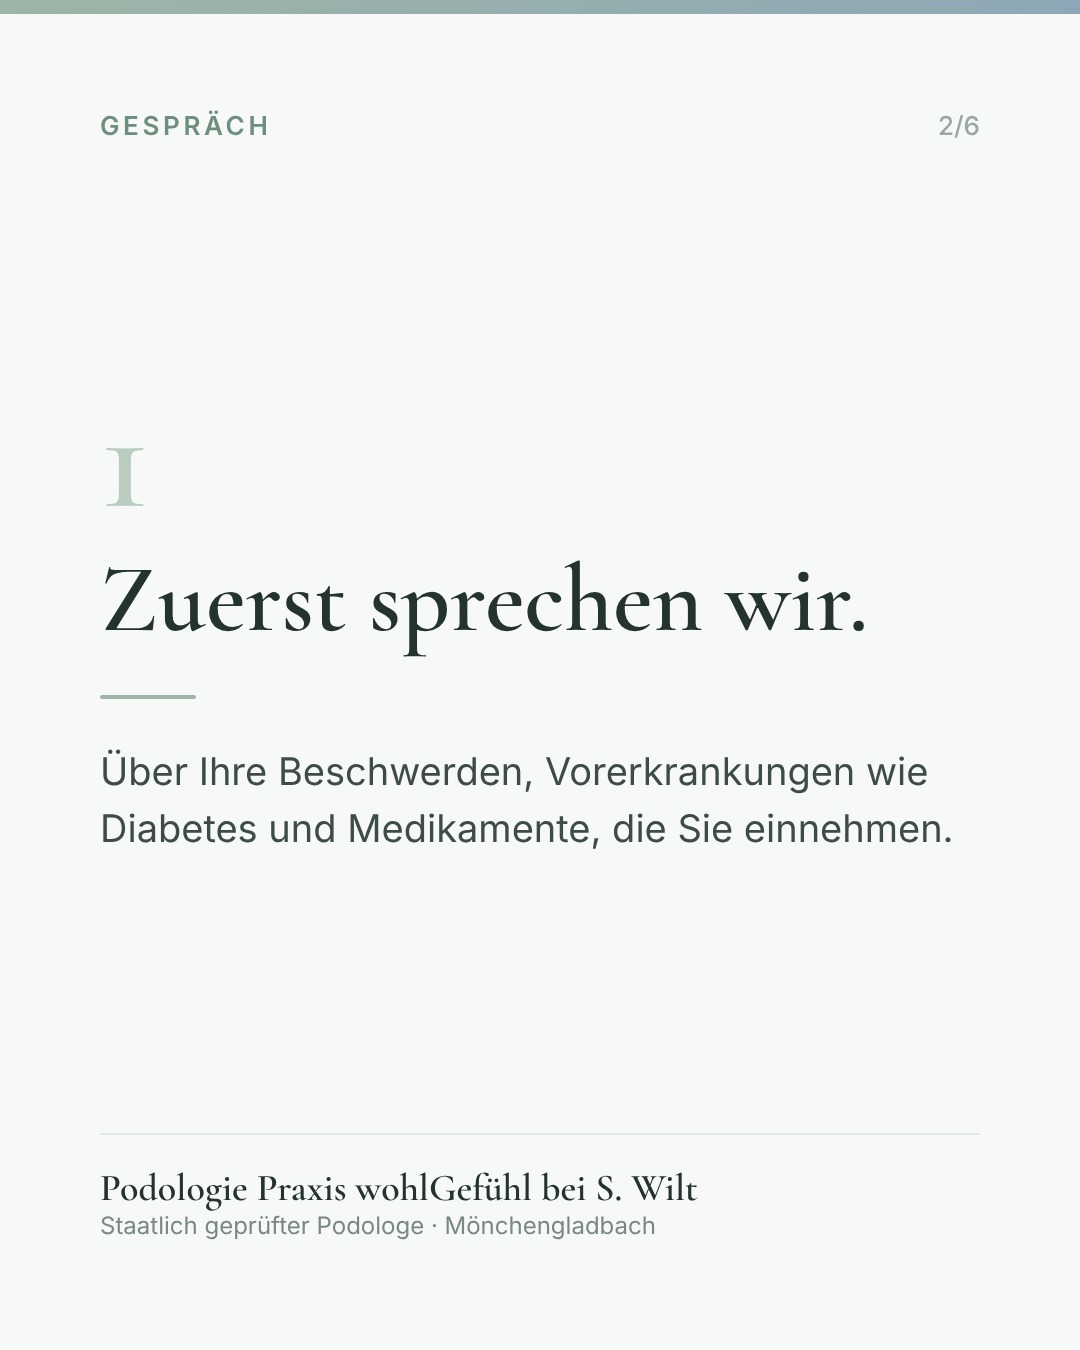 GESPRÄCH
2/6
1
Zuerst sprechen wir.
Über Ihre Beschwerden, Vorerkrankungen wie
Diabetes und Medikamente, die Sie einnehmen.
Podologie Praxis wohlGefühl bei S. Wilt
Staatlich geprüfter Podologe · Mönchengladbach